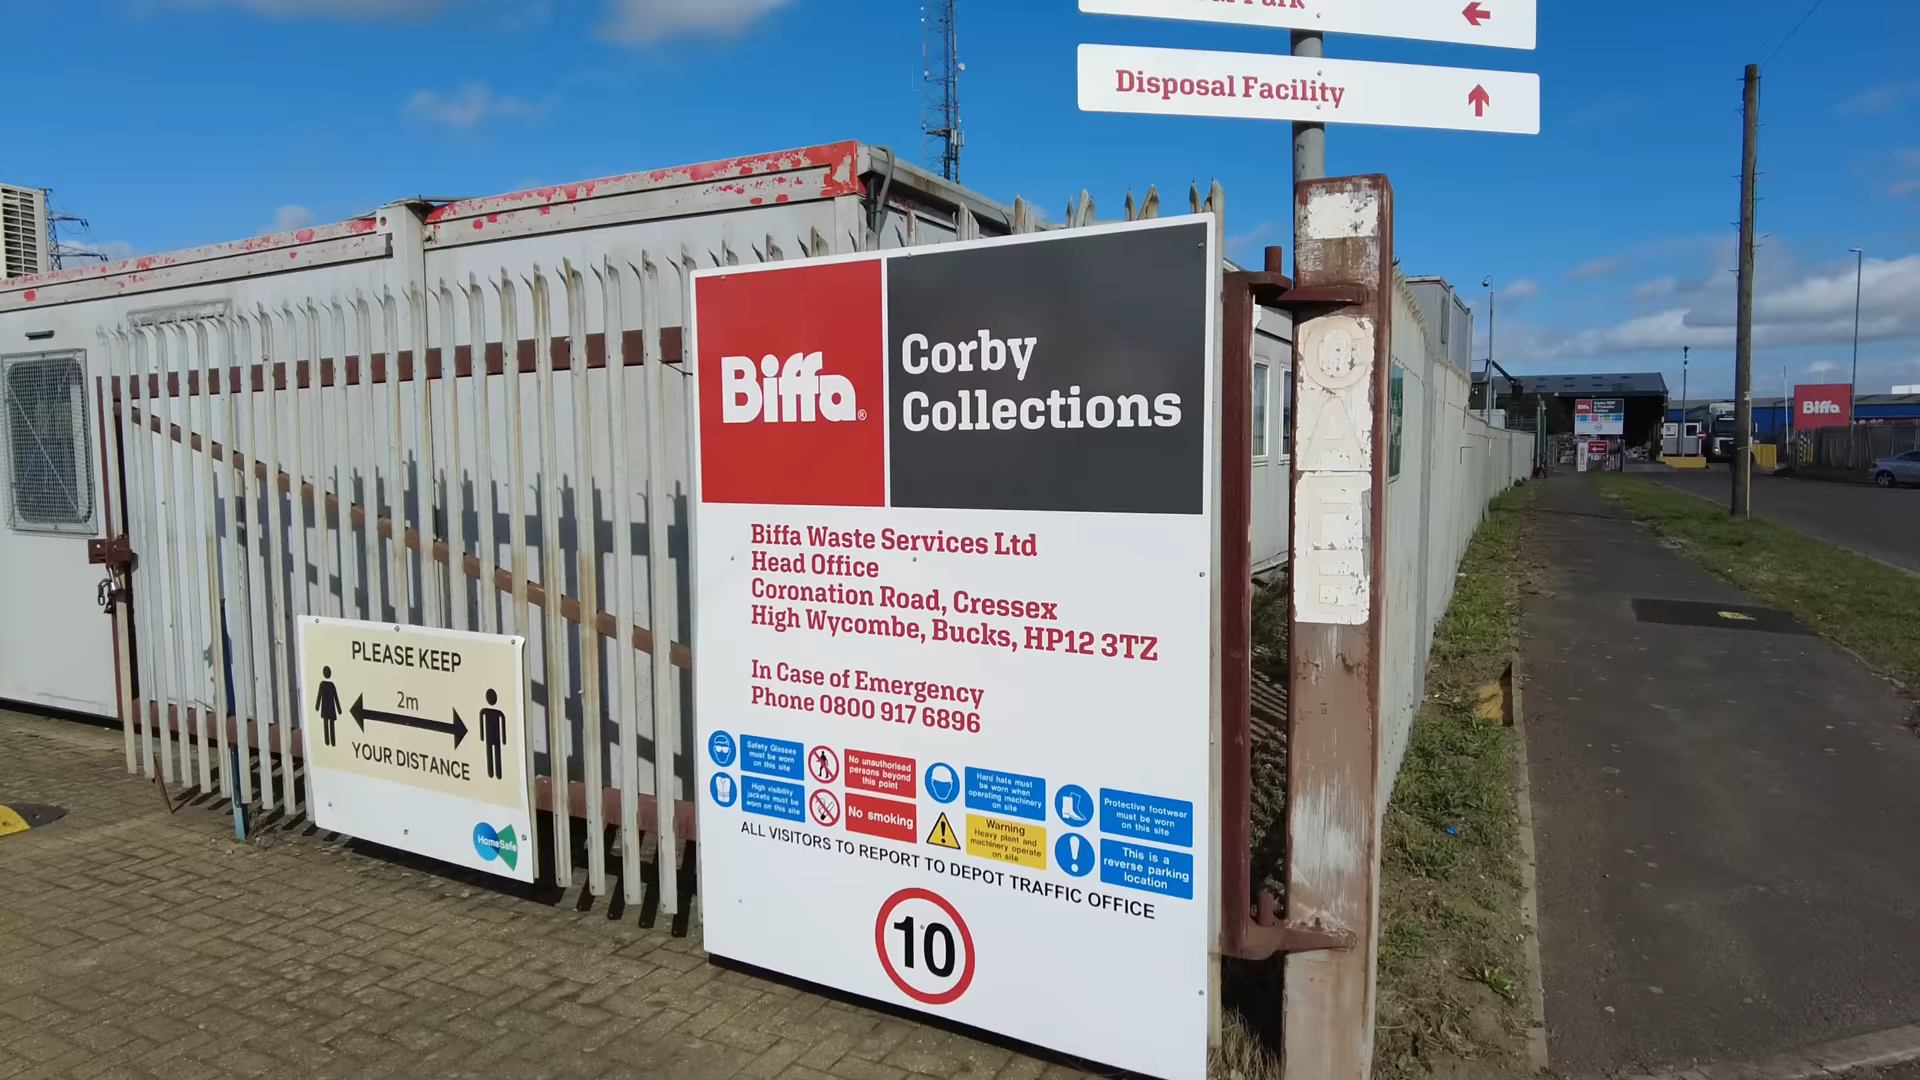 Park
Disposal Facility
Biffa®
Corby
Collections
Biffa Waste Services Ltd
Head Office
Coronation Road, Cressex
High Wycombe, Bucks, HP12 3TZ
In Case of Emergency
Phone 0800 917 6896
Safety Glasses
must be worn
on this site
No unauthorised
persons beyond
this point
Hard hats must
be worn when
operating machinery
on site
Protective footwear
must be worn
on this site
High visibility
jackets must be
worn on this site
No smoking
Warning
Heavy plant and
machinery operate
on site
This is a
reverse parking
location
ALL VISITORS TO REPORT TO DEPOT TRAFFIC OFFICE
10
PLEASE KEEP
2m
YOUR DISTANCE
HomeSafe
CAFE
Biffa